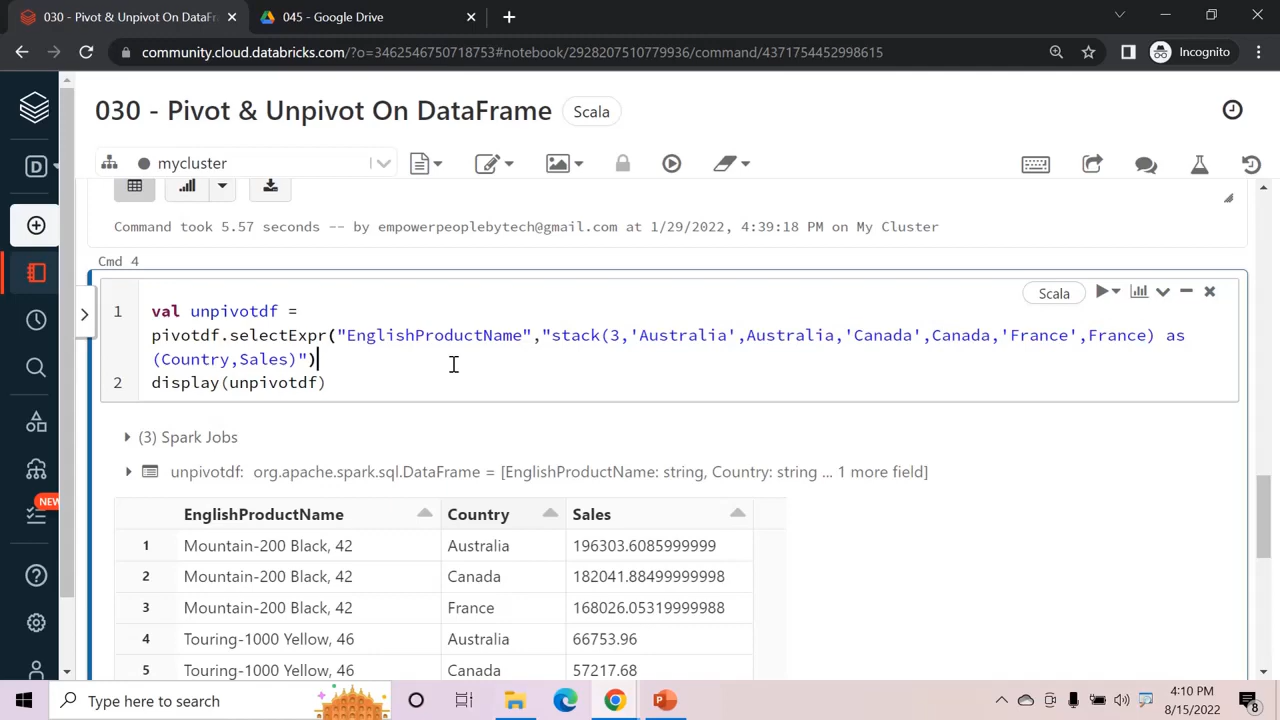 030 - Pivot & Unpivot On DataFra
045 - Google Drive
community.cloud.databricks.com/?o=3462546750718753#notebook/2928207510779936/command/4371754452998615
Incognito
030 - Pivot & Unpivot On DataFrame
Scala
D
mycluster
Command took 5.57 seconds -- by empowerpeoplebytech@gmail.com at 1/29/2022, 4:39:18 PM on My Cluster
Cmd 4
Scala
1 val unpivotdf =
pivotdf.selectExpr("EnglishProductName","stack(3,'Australia',Australia,'Canada',Canada,'France',France) as
(Country,Sales)")
2 display(unpivotdf)
(3) Spark Jobs
unpivotdf: org.apache.spark.sql.DataFrame = [EnglishProductName: string, Country: string ... 1 more field]
EnglishProductName Country Sales
1 Mountain-200 Black, 42 Australia 196303.6085999999
2 Mountain-200 Black, 42 Canada 182041.88499999998
3 Mountain-200 Black, 42 France 168026.05319999988
4 Touring-1000 Yellow, 46 Australia 66753.96
5 Touring-1000 Yellow, 46 Canada 57217.68
NEW
Type here to search
4:10 PM
8/15/2022
8